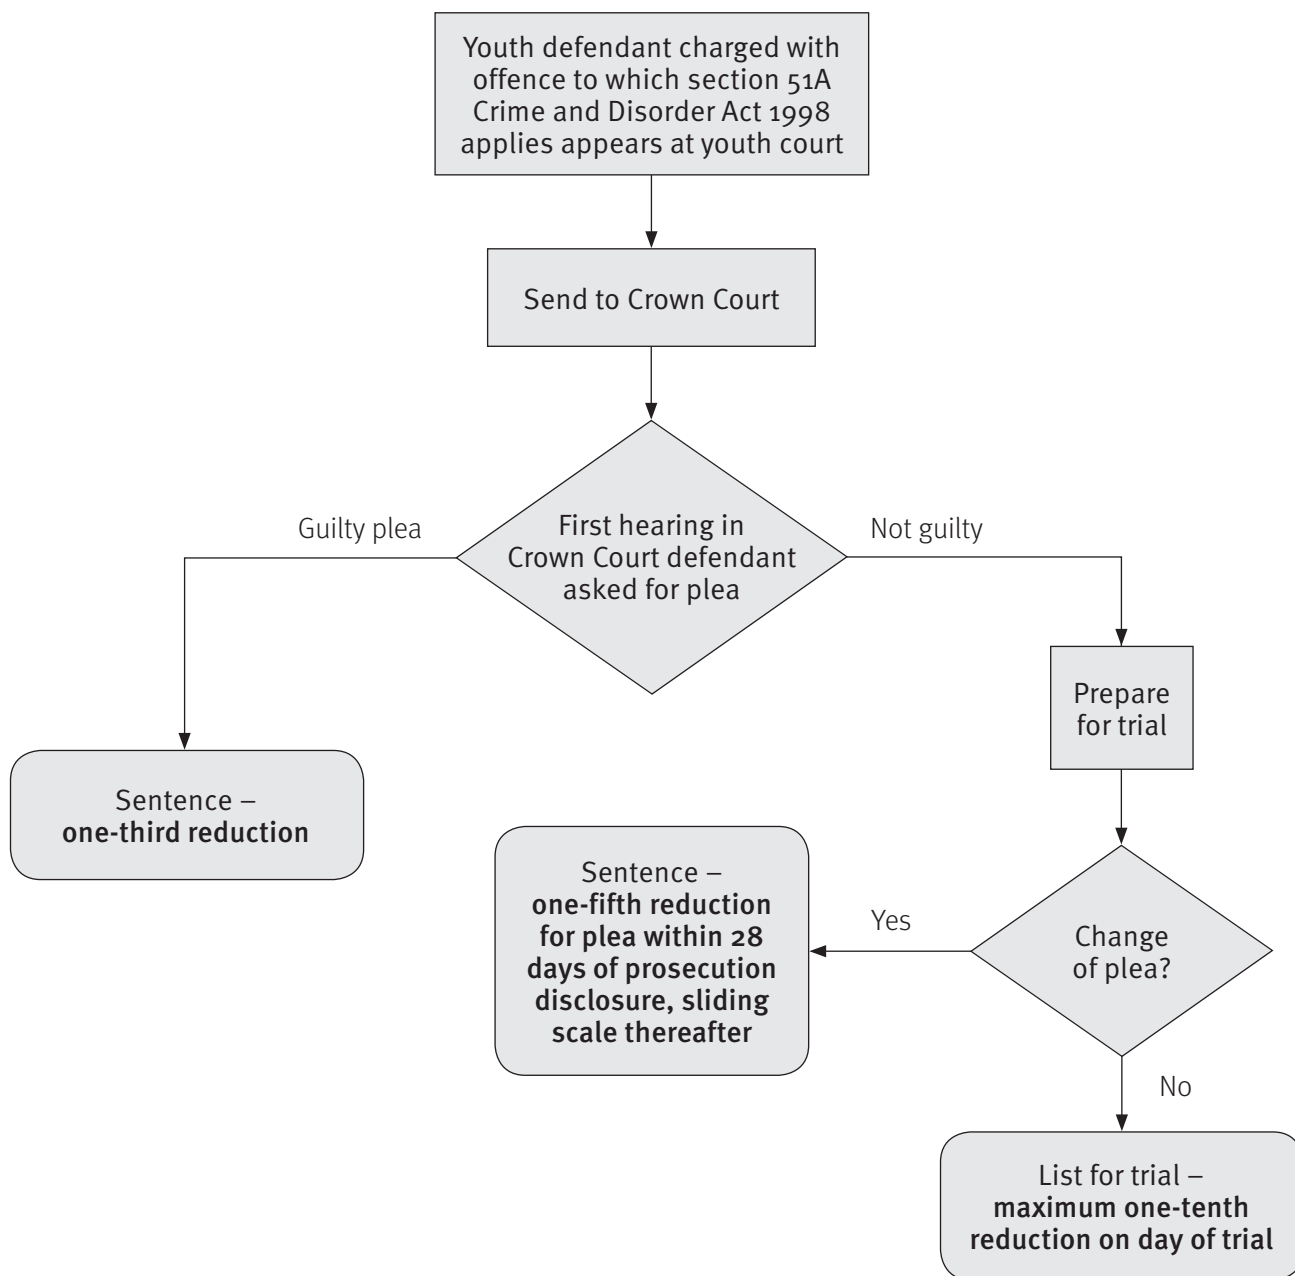 Youth defendant charged with
offence to which section 51A
Crime and Disorder Act 1998
applies appears at youth court
Send to Crown Court
Guilty plea
First hearing in
Crown Court defendant
asked for plea
Not guilty
Prepare
for trial
Sentence –
one-third reduction
Sentence –
one-fifth reduction
for plea within 28
days of prosecution
disclosure, sliding
scale thereafter
Yes
Change
of plea?
No
List for trial –
maximum one-tenth
reduction on day of trial